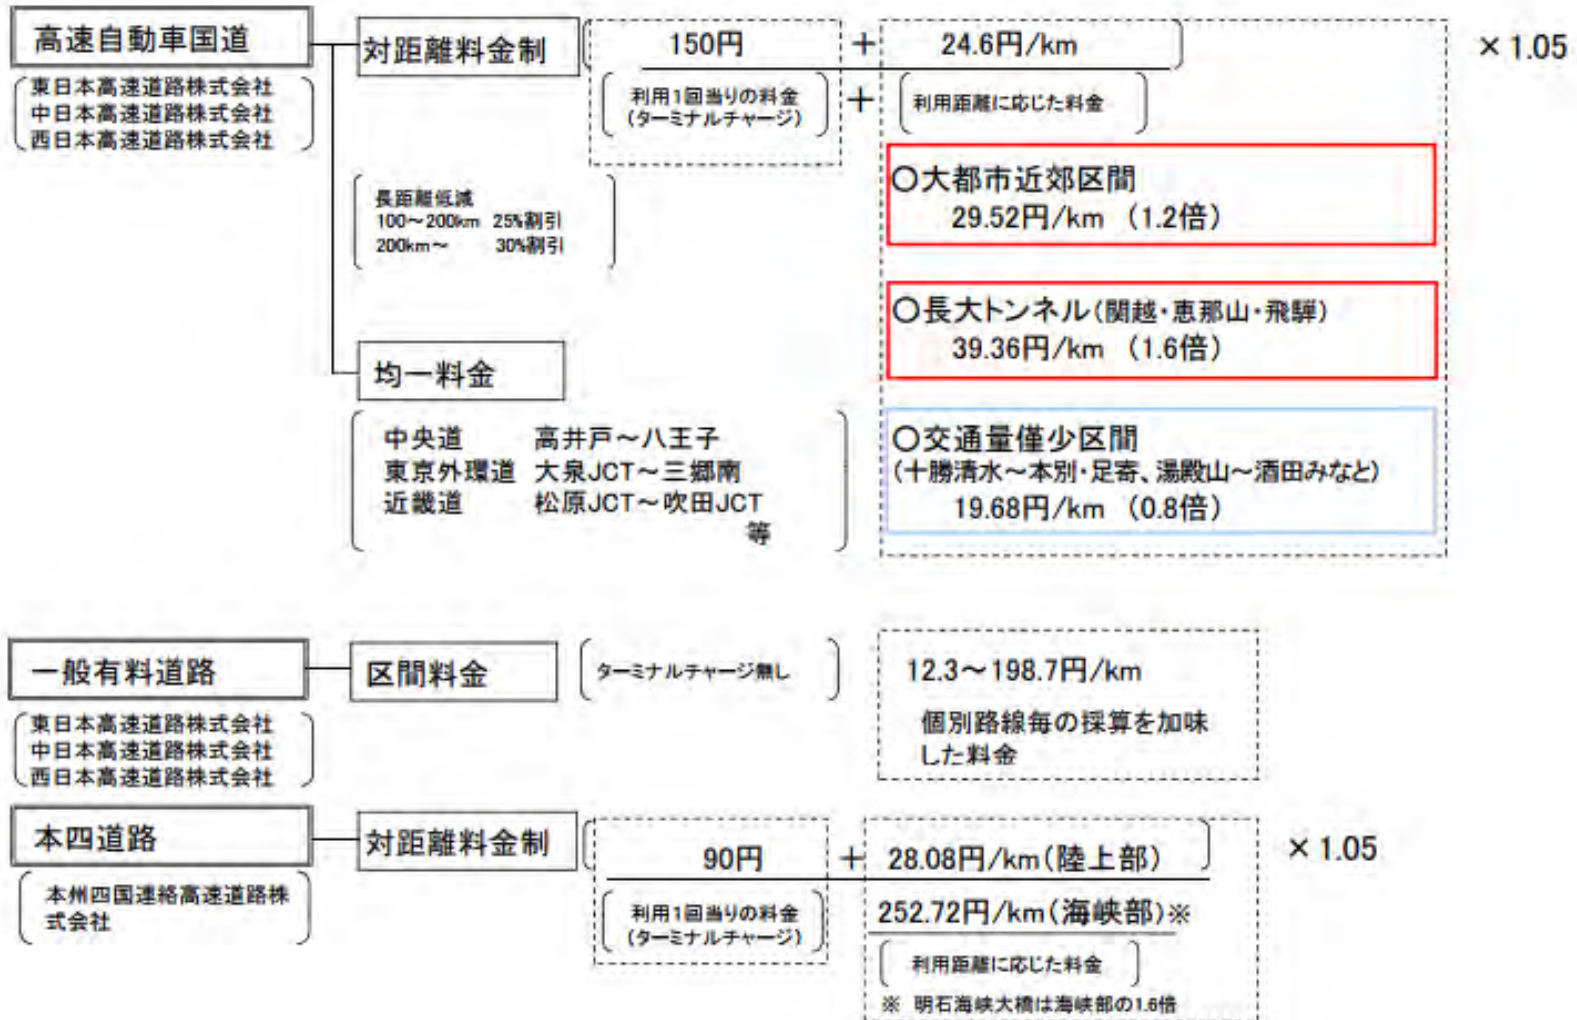 高速自動車国道
東日本高速道路株式会社
中日本高速道路株式会社
西日本高速道路株式会社
対距離料金制
150円 + 24.6円/km
×1.05
利用1回当りの料金
(ターミナルチャージ)
+
利用距離に応じた料金
長距離低減
100~200km 25%割引
200km~ 30%割引
○大都市近郊区間
29.52円/km (1.2倍)
○長大トンネル(関越・恵那山・飛騨)
39.36円/km (1.6倍)
○交通量僅少区間
(十勝清水~本別・足寄、湯殿山~酒田みなと)
19.68円/km (0.8倍)
均一料金
中央道 高井戸~八王子
東京外環道 大泉JCT~三郷南
近畿道 松原JCT~吹田JCT
等
一般有料道路
東日本高速道路株式会社
中日本高速道路株式会社
西日本高速道路株式会社
区間料金
ターミナルチャージ無し
12.3~198.7円/km
個別路線毎の採算を加味
した料金
本四道路
本州四国連絡高速道路株
式会社
対距離料金制
90円 + 28.08円/km(陸上部)
×1.05
利用1回当りの料金
(ターミナルチャージ)
252.72円/km(海峡部)※
利用距離に応じた料金
※ 明石海峡大橋は海峡部の1.6倍